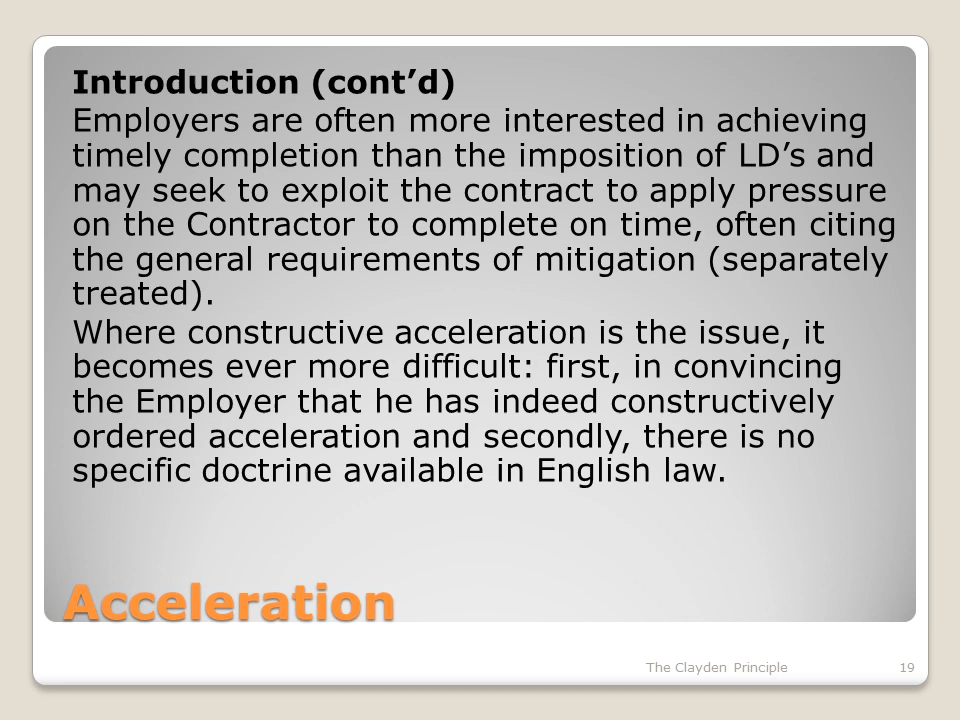 Introduction (cont’d)
Employers are often more interested in achieving
timely completion than the imposition of LD’s and
may seek to exploit the contract to apply pressure
on the Contractor to complete on time, often citing
the general requirements of mitigation (separately
treated).
Where constructive acceleration is the issue, it
becomes ever more difficult: first, in convincing
the Employer that he has indeed constructively
ordered acceleration and secondly, there is no
specific doctrine available in English law.
Acceleration
The Clayden Principle 19